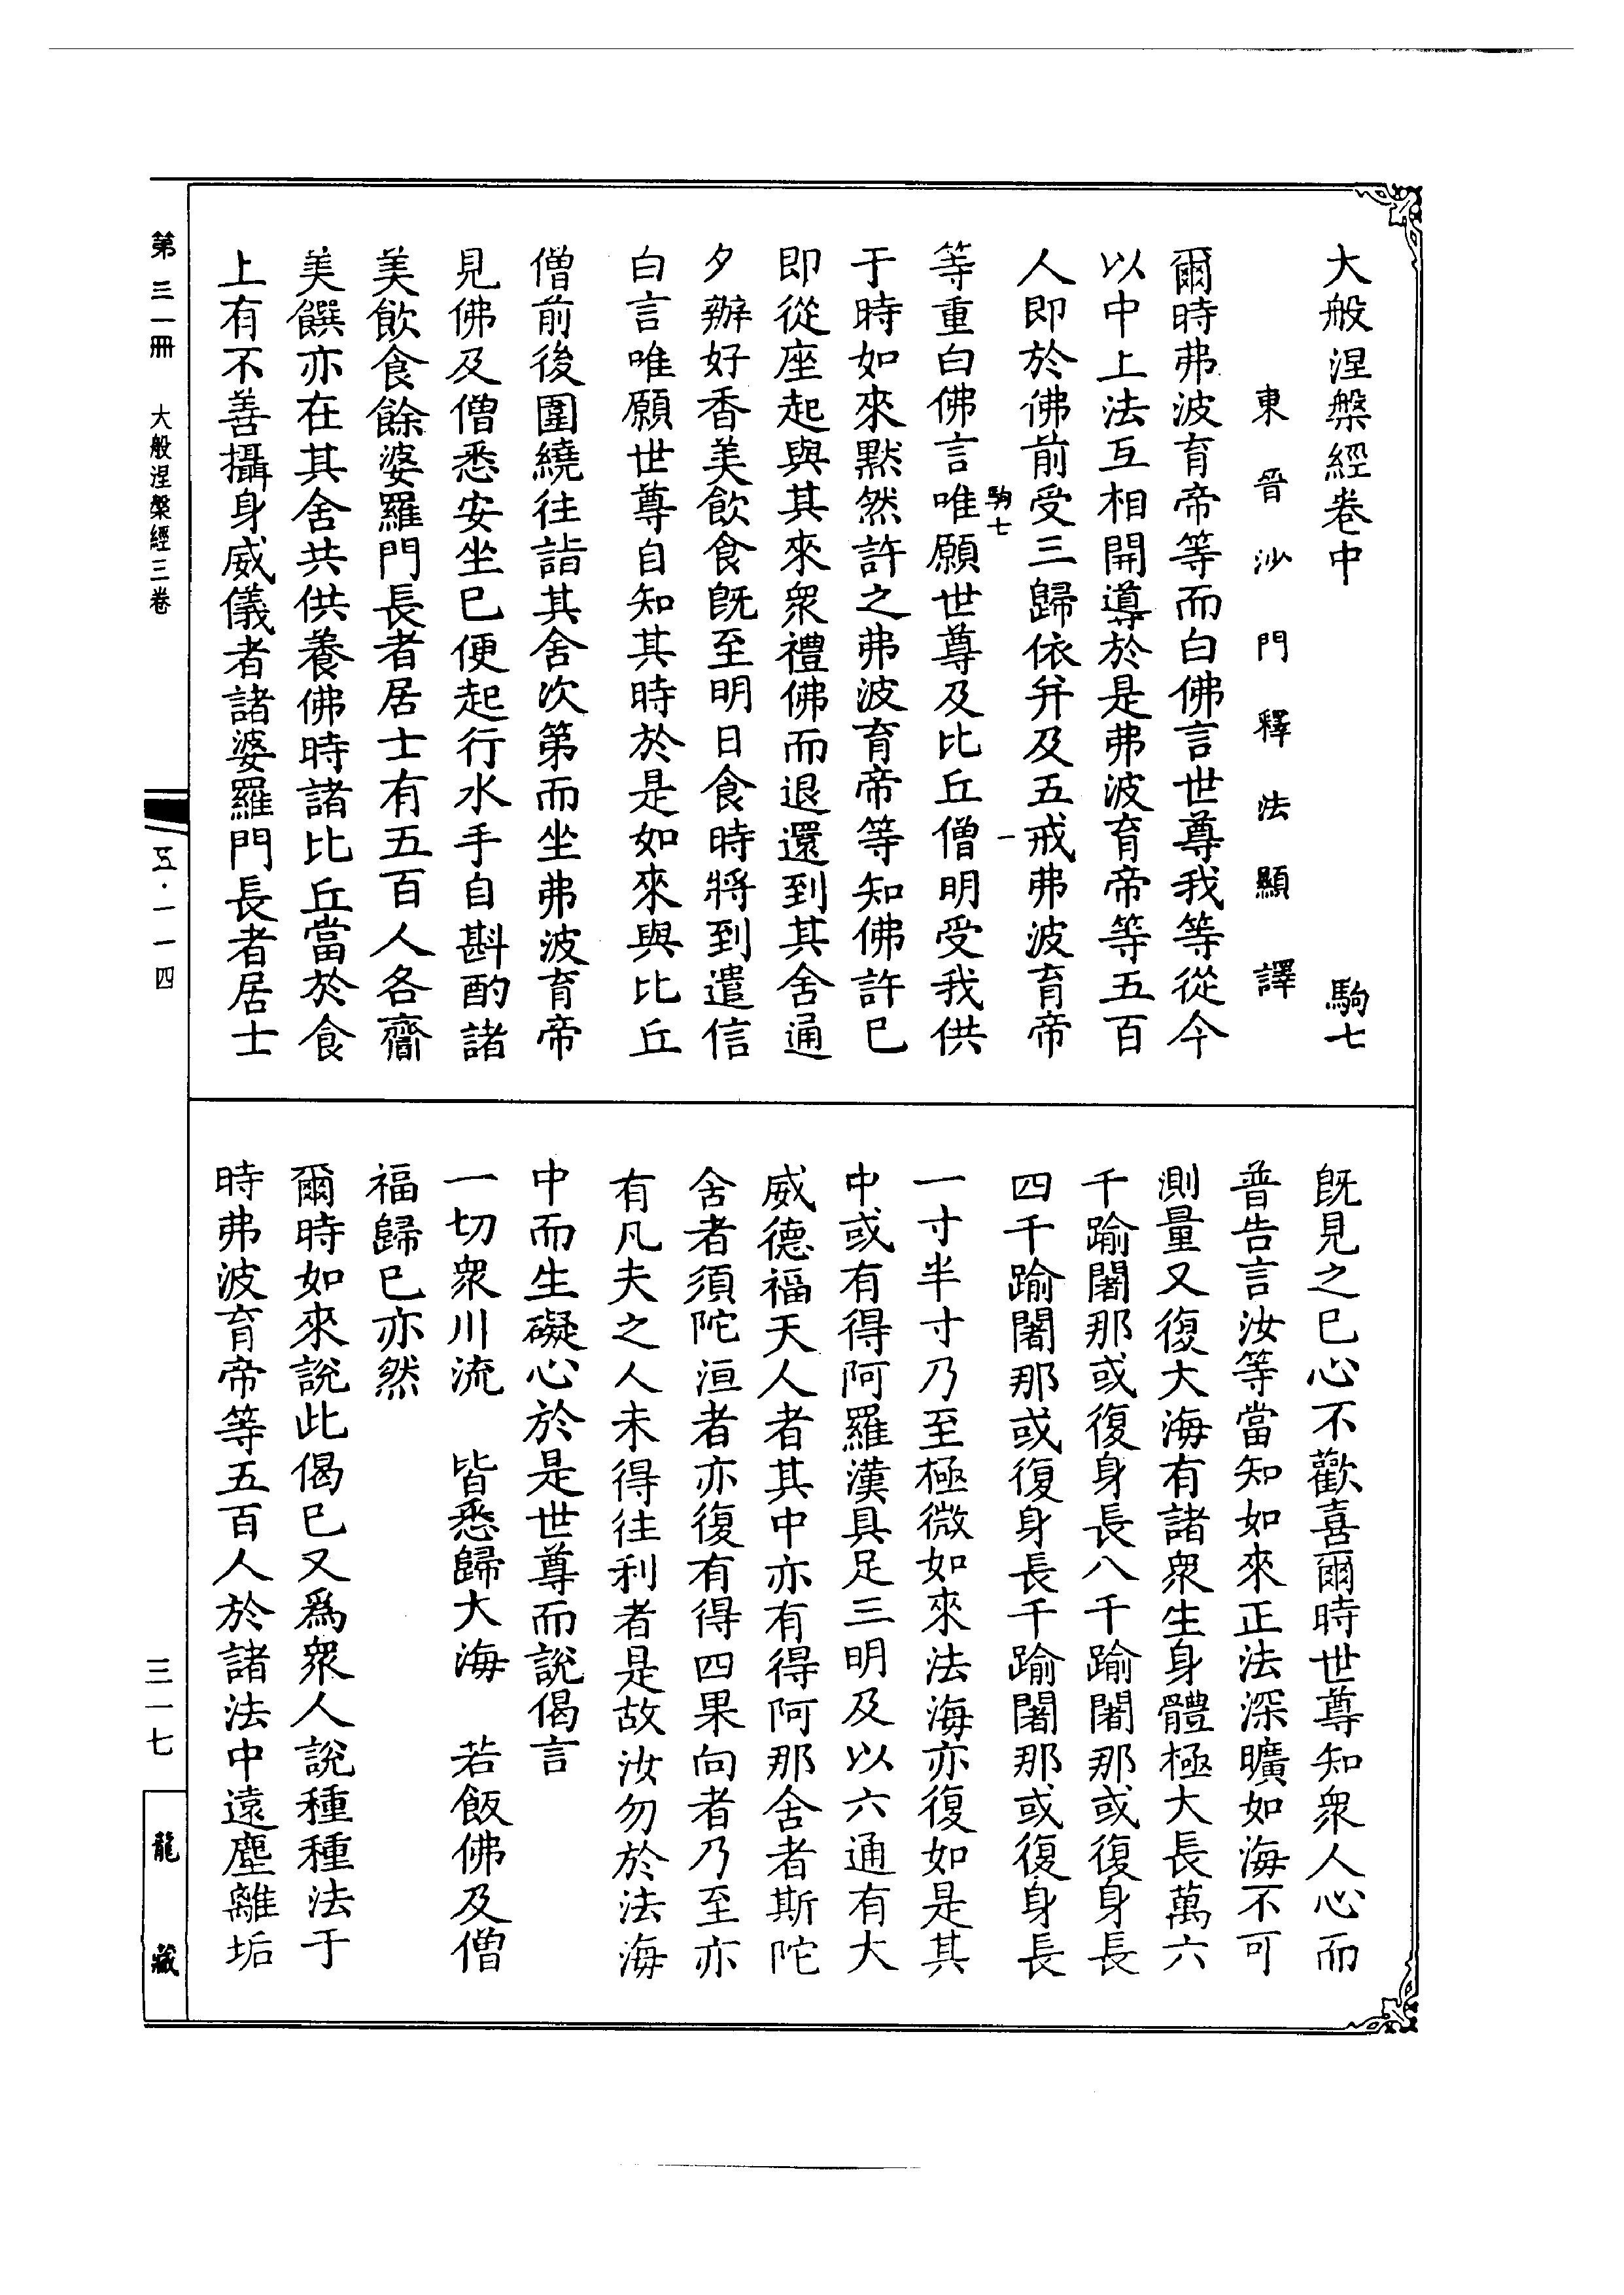 大般涅槃經卷中 駒七
東晉沙門釋法顯譯
爾時弗波育帝等而白佛言世尊我等從今
以中上法互相開導於是弗波育帝等五百
人即於佛前受三歸依并及五戒弗波育帝
駒七 一
等重白佛言唯願世尊及比丘僧明受我供
于時如來默然許之弗波育帝等知佛許已
即從座起與其來眾禮佛而退還到其舍通
夕辦好香美飲食既至明日食時將到遣信
白言唯願世尊自知其時於是如來與比丘
僧前後圍繞往詣其舍次第而坐弗波育帝
見佛及僧悉安坐已便起行水手自斟酌諸
美飲食餘婆羅門長者居士有五百人各齎
美饌亦在其舍共供養佛時諸比丘當於食
上有不善攝身威儀者諸婆羅門長者居士
既見之已心不歡喜爾時世尊知眾人心而
普告言汝等當知如來正法深曠如海不可
測量又復大海有諸眾生身體極大長萬六
千踰闍那或復身長八千踰闍那或復身長
四千踰闍那或復身長千踰闍那或復身長
一寸半寸乃至極微如來法海亦復如是其
中或有得阿羅漢具足三明及以六通有大
威德福天人者其中亦有得阿那舍者斯陀
舍者須陀洹者亦復有得四果向者乃至亦
有凡夫之人未得往利者是故汝勿於法海
中而生礙心於是世尊而說偈言
一切眾川流 皆悉歸大海 若飯佛及僧
福歸已亦然
爾時如來說此偈已又爲眾人說種種法于
時弗波育帝等五百人於諸法中遠塵離垢
第三一冊 大般涅槃經三卷 五·一一四 三一七 龍藏